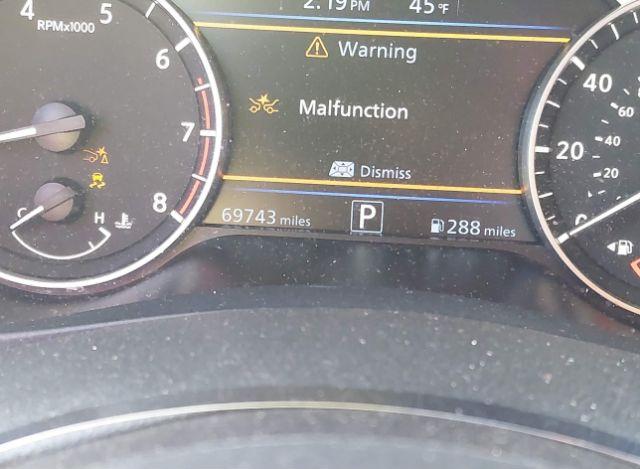 2:19 PM 45°F
4 5
RPMx1000
6
7
8
C H
Warning
Malfunction
Dismiss
69743 miles P 288 miles
40
60
20
40
20
0